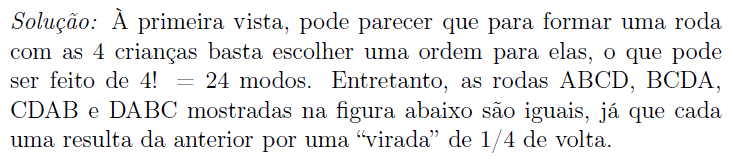 Solução: À primeira vista, pode parecer que para formar uma roda
com as 4 crianças basta escolher uma ordem para elas, o que pode
ser feito de 4! = 24 modos. Entretanto, as rodas ABCD, BCDA,
CDAB e DABC mostradas na figura abaixo são iguais, já que cada
uma resulta da anterior por uma “virada” de 1/4 de volta.